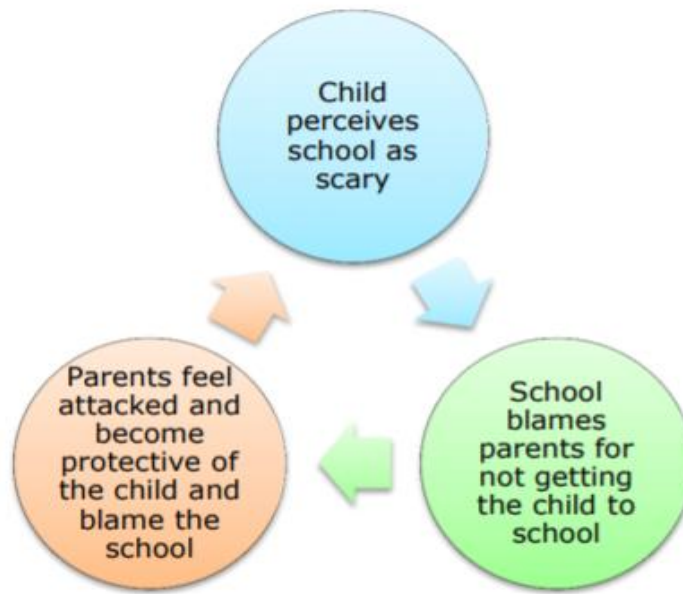 Child
perceives
school as
scary
School
blames
parents for
not getting
the child to
school
Parents feel
attacked and
become
protective of
the child and
blame the
school